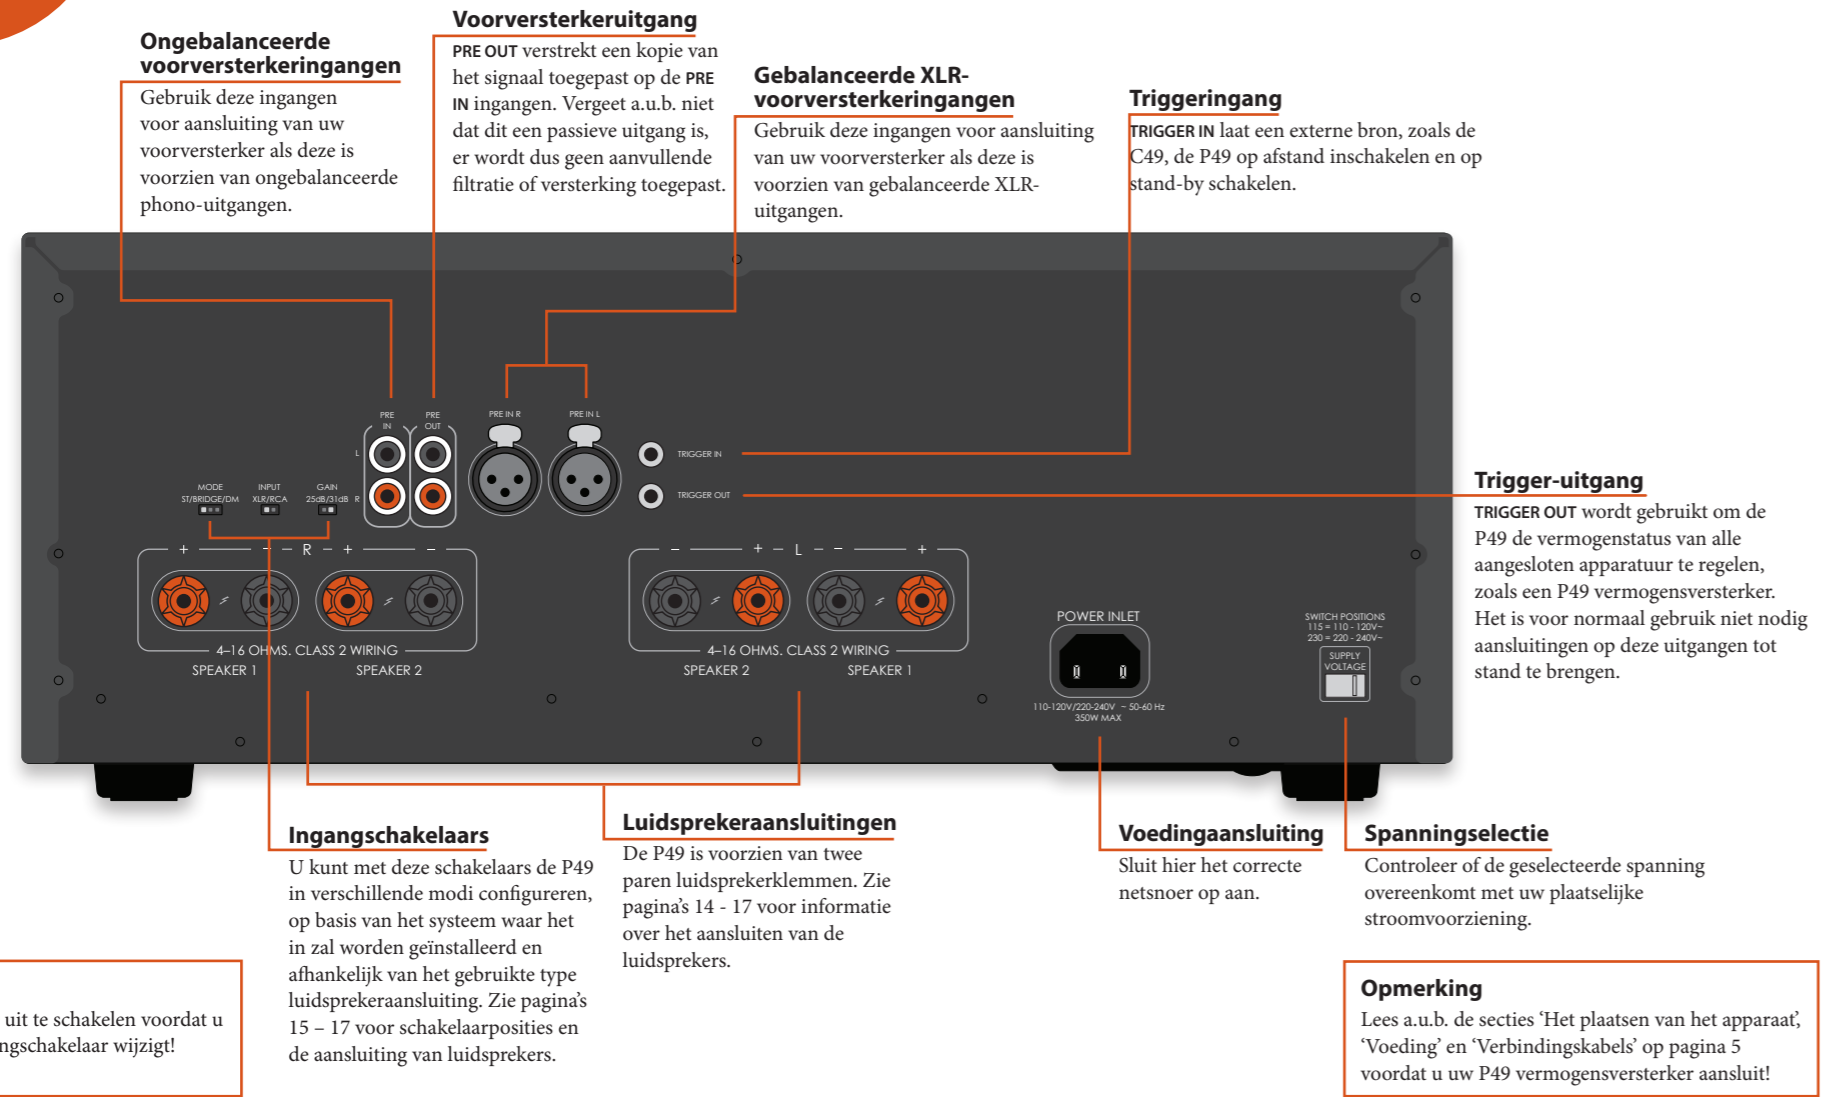 Ongebalanceerde
voorversterkeringangen
Gebruik deze ingangen
voor aansluiting van uw
voorversterker als deze is
voorzien van ongebalanceerde
phono-uitgangen.
Voorversterkeruitgang
PRE OUT verstrekt een kopie van
het signaal toegepast op de PRE
IN ingangen. Vergeet a.u.b. niet
dat dit een passieve uitgang is,
er wordt dus geen aanvullende
filtratie of versterking toegepast.
Gebalanceerde XLR-
voorversterkeringangen
Gebruik deze ingangen voor aansluiting
van uw voorversterker als deze is
voorzien van gebalanceerde XLR-
uitgangen.
Triggeringang
TRIGGER IN laat een externe bron, zoals de
C49, de P49 op afstand inschakelen en op
stand-by schakelen.
PRE
IN
PRE
OUT
PRE IN R
PRE IN L
L
R
TRIGGER IN
TRIGGER OUT
MODE
ST/BRIDGE/DM
INPUT
XLR/RCA
GAIN
25dB/31dB
+ – R + –
4–16 OHMS. CLASS 2 WIRING
SPEAKER 1
SPEAKER 2
– + L – +
4–16 OHMS. CLASS 2 WIRING
SPEAKER 2
SPEAKER 1
POWER INLET
110-120V/220-240V ~ 50-60 Hz
350W MAX
SWITCH POSITIONS
115 = 110 - 120V~
230 = 220 - 240V~
SUPPLY
VOLTAGE
Trigger-uitgang
TRIGGER OUT wordt gebruikt om de
P49 de vermogenstatus van alle
aangesloten apparatuur te regelen,
zoals een P49 vermogensversterker.
Het is voor normaal gebruik niet nodig
aansluitingen op deze uitgangen tot
stand te brengen.
Ingangschakelaars
U kunt met deze schakelaars de P49
in verschillende modi configureren,
op basis van het systeem waar het
in zal worden geïnstalleerd en
afhankelijk van het gebruikte type
luidsprekeraansluiting. Zie pagina's
15 – 17 voor schakelaarposities en
de aansluiting van luidsprekers.
Luidsprekeraansluitingen
De P49 is voorzien van twee
paren luidsprekerklemmen. Zie
pagina's 14 - 17 voor informatie
over het aansluiten van de
luidsprekers.
Voedingaansluiting
Sluit hier het correcte
netsnoer op aan.
Spanningselectie
Controleer of de geselecteerde spanning
overeenkomt met uw plaatselijke
stroomvoorziening.
uit te schakelen voordat u
ngschakelaar wijzigt!
Opmerking
Lees a.u.b. de secties ‘Het plaatsen van het apparaat’,
‘Voeding’ en ‘Verbindingskabels’ op pagina 5
voordat u uw P49 vermogensversterker aansluit!